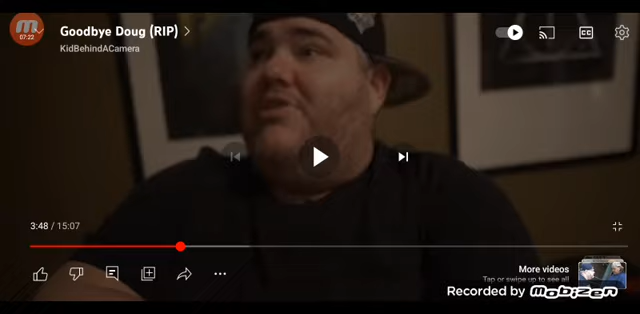 m
07:22
Goodbye Doug (RIP)
KidBehindACamera
CC
3:48 / 15:07
More videos
Tap or swipe up to see all
Recorded by Mobizen